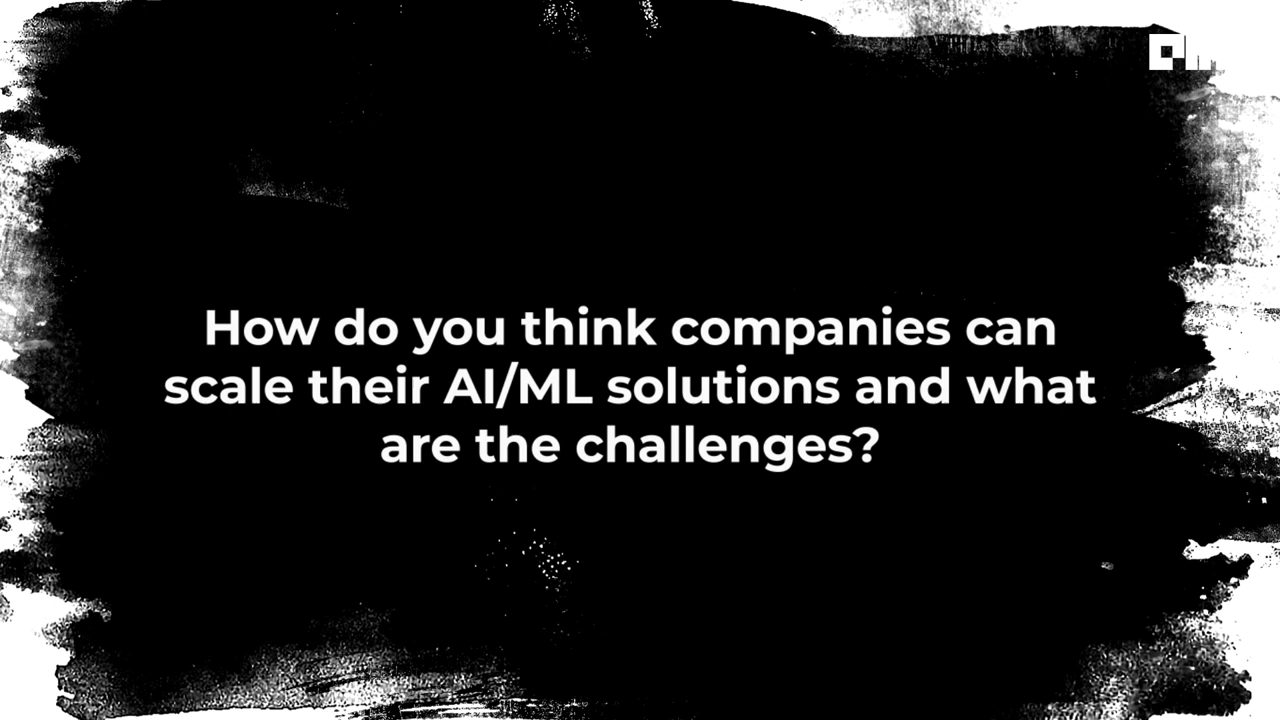 How do you think companies can
scale their AI/ML solutions and what
are the challenges?